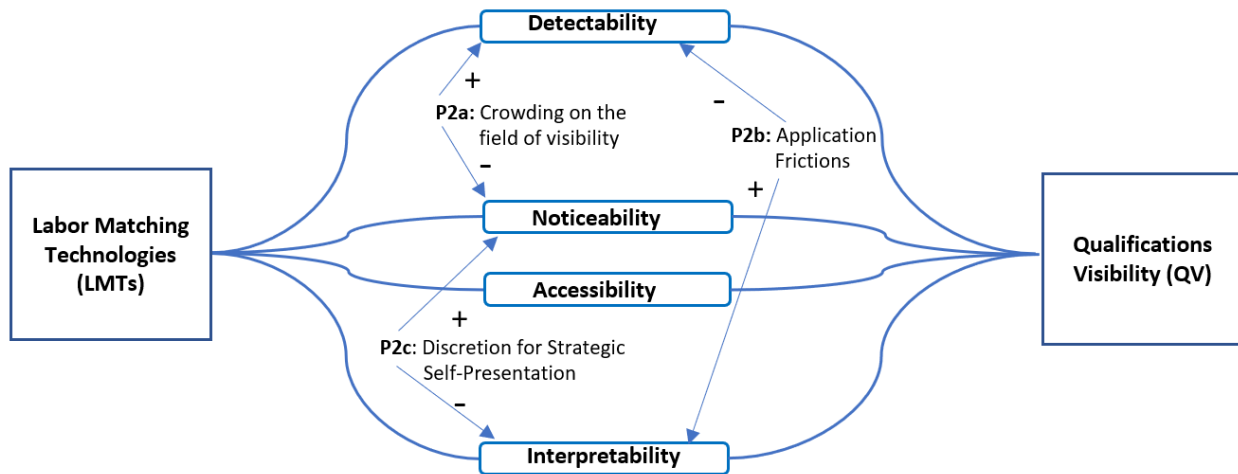 Detectability
+
–
P2a: Crowding on the
field of visibility
P2b: Application
Frictions
–
+
Labor Matching
Technologies
(LMTs)
Noticeability
Qualifications
Visibility (QV)
Accessibility
+
P2c: Discretion for Strategic
Self-Presentation
–
Interpretability